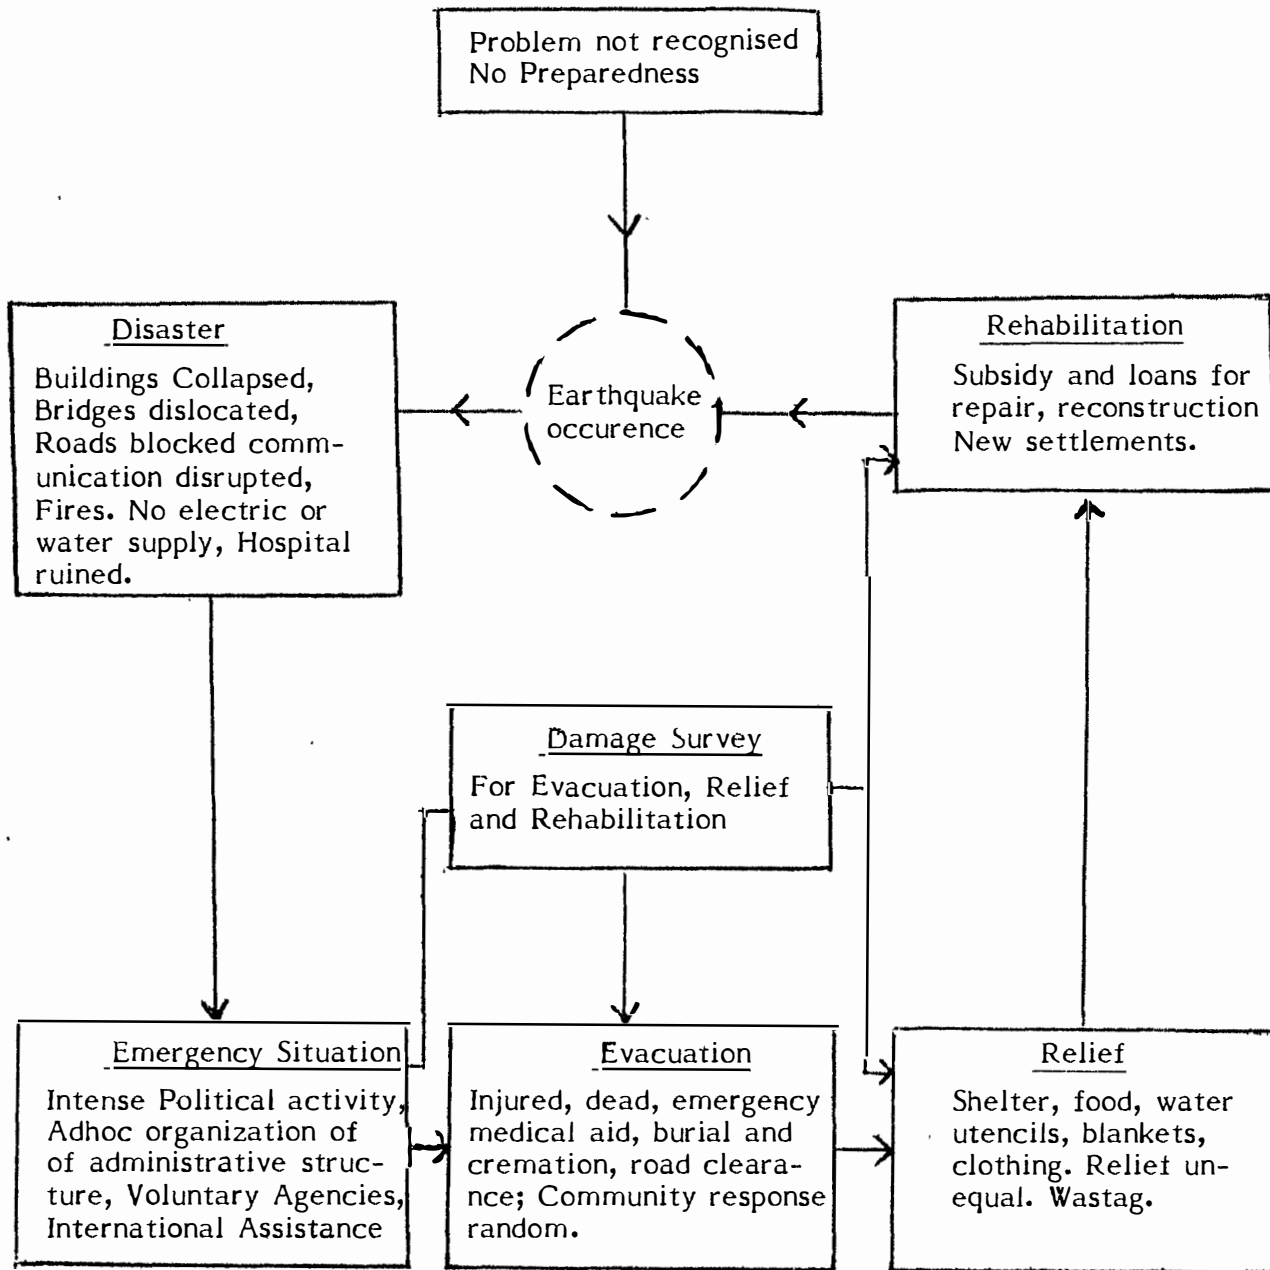 Problem not recognised
No Preparedness
Disaster
Buildings Collapsed,
Bridges dislocated,
Roads blocked comm-
unication disrupted,
Fires. No electric or
water supply, Hospital
ruined.
Earthquake
occurence
Rehabilitation
Subsidy and loans for
repair, reconstruction
New settlements.
Damage Survey
For Evacuation, Relief
and Rehabilitation
Emergency Situation
Intense Political activity,
Adhoc organization of
of administrative struc-
ture, Voluntary Agencies,
International Assistance
Evacuation
Injured, dead, emergency
medical aid, burial and
cremation, road cleara-
nce; Community response
random.
Relief
Shelter, food, water
utencils, blankets,
clothing. Relief un-
equal. Wastag.